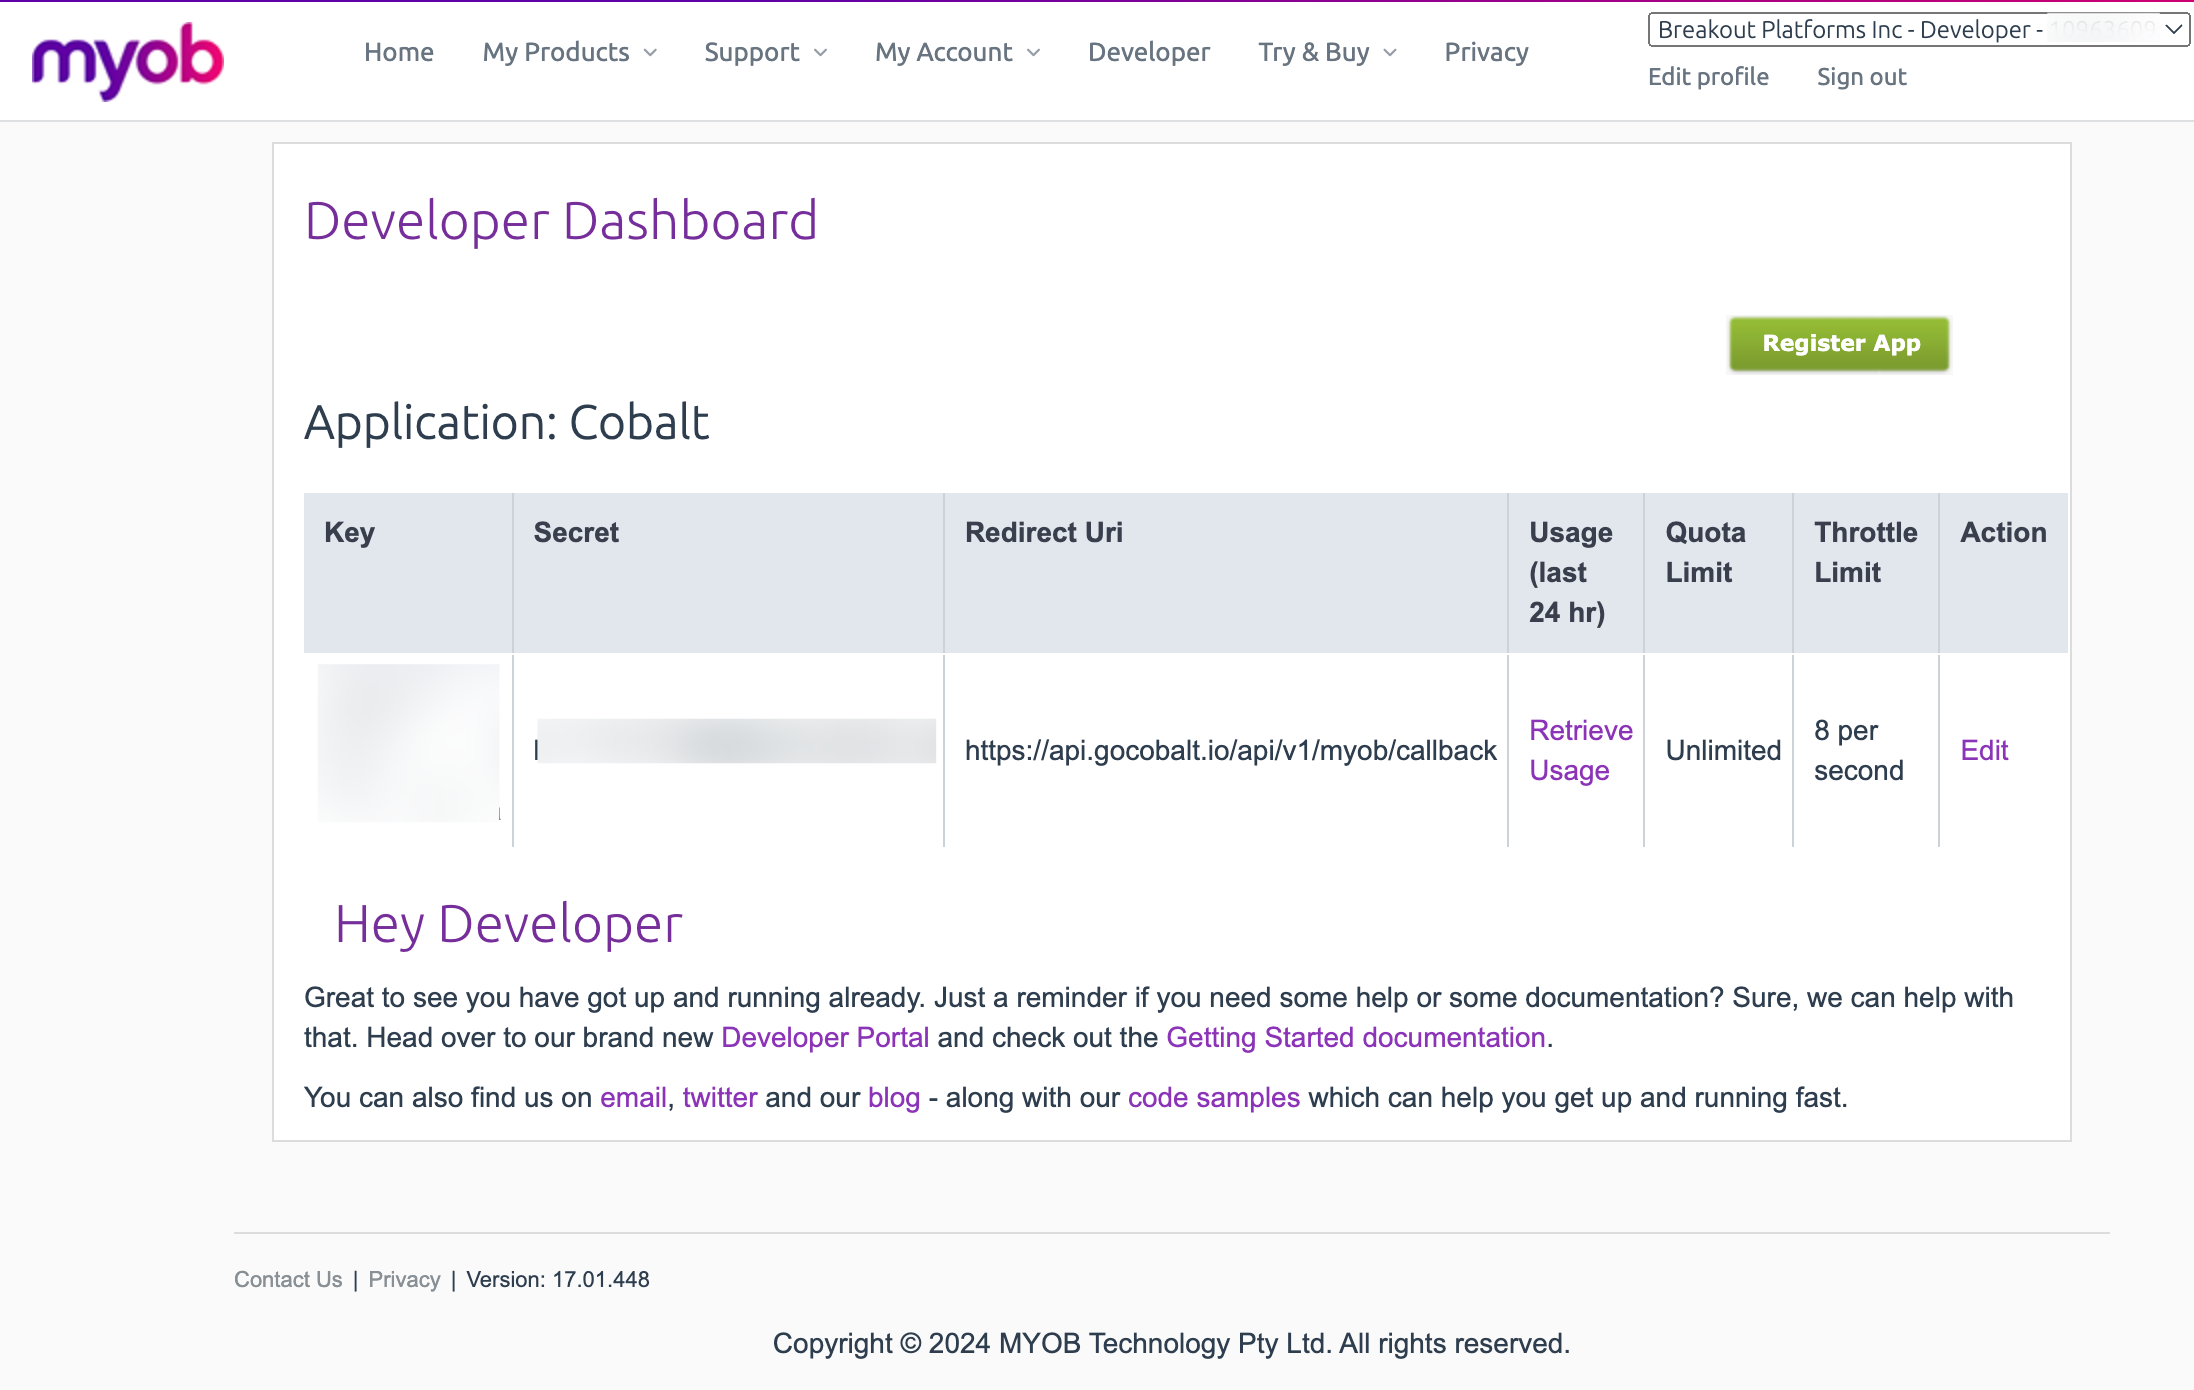 myob
Home My Products Support My Account Developer Try & Buy Privacy
Breakout Platforms Inc - Developer -
Edit profile Sign out
Developer Dashboard
Register App
Application: Cobalt
Key Secret Redirect Uri Usage (last 24 hr) Quota Limit Throttle Limit Action
https://api.gocobalt.io/api/v1/myob/callback Retrieve Usage Unlimited 8 per second Edit
Hey Developer
Great to see you have got up and running already. Just a reminder if you need some help or some documentation? Sure, we can help with
that. Head over to our brand new Developer Portal and check out the Getting Started documentation.
You can also find us on email, twitter and our blog - along with our code samples which can help you get up and running fast.
Contact Us | Privacy | Version: 17.01.448
Copyright © 2024 MYOB Technology Pty Ltd. All rights reserved.